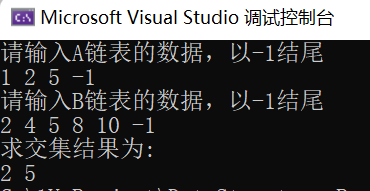 Microsoft Visual Studio 调试控制台
请输入A链表的数据，以-1结尾
1 2 5 -1
请输入B链表的数据，以-1结尾
2 4 5 8 10 -1
求交集结果为:
2 5